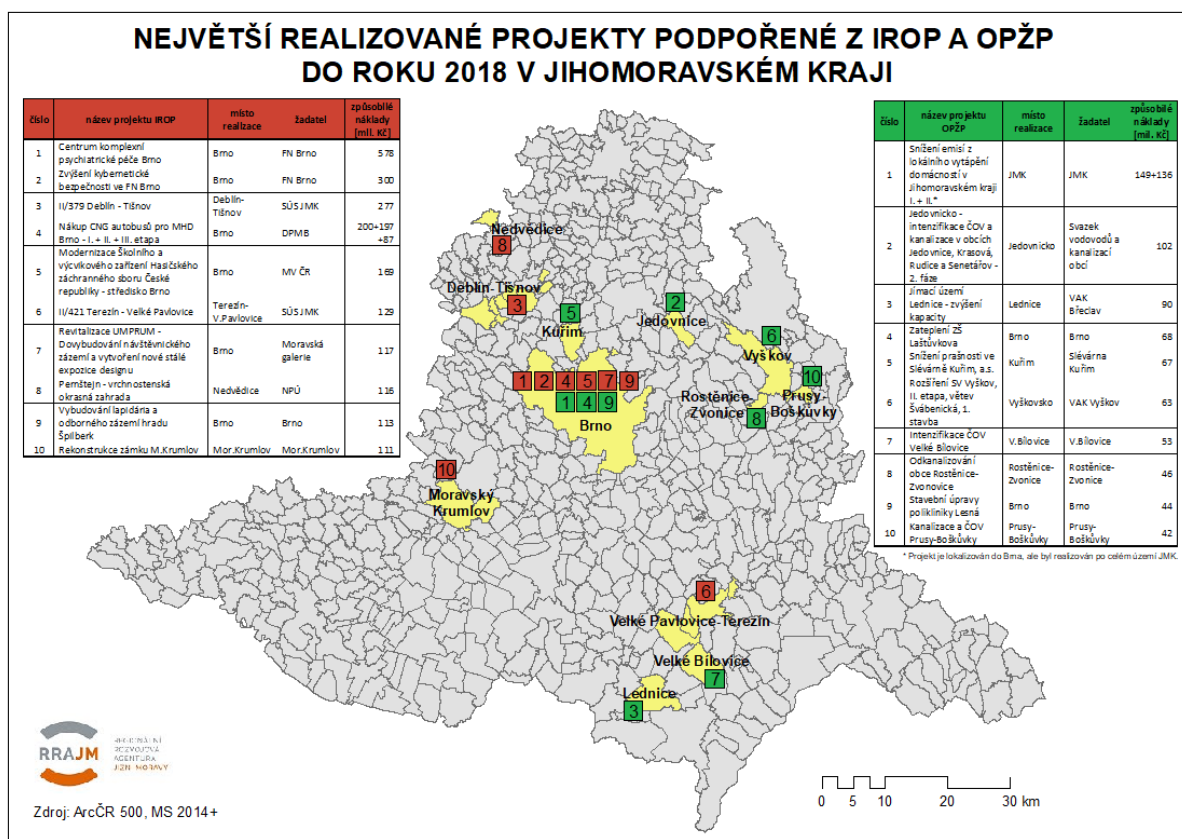 NEJVĚTŠÍ REALIZOVANÉ PROJEKTY PODPOŘENÉ Z IROP A OPŽP
DO ROKU 2018 V JIHOMORAVSKÉM KRAJI
číslo název projektu IROP místo realizace žadatel způsobilé náklady [mil. Kč]
1 Centrum komplexní psychiatrické péče Brno Brno FN Brno 578
2 Zvýšení kybernetické bezpečnosti ve FN Brno Brno FN Brno 300
3 II/379 Deblín - Tišnov Deblín-Tišnov SÚS JMK 277
4 Nákup CNG autobusů pro MHD Brno - I. + II. + III. etapa Brno DPMB 200+197+87
5 Modernizace Školního a výcvikového zařízení Hasičského záchranného sboru České republiky - středisko Brno Brno MV ČR 169
6 II/421 Terezín - Velké Pavlovice Terezín-V.Pavlovice SÚS JMK 129
7 Revitalizace UMPRUM - Dovybudování návštěvnického zázemí a vytvoření nové stálé expozice designu Brno Moravská galerie 117
8 Pernštejn - vrchnostenská okrasná zahrada Nedvědice NPÚ 116
9 Vybudování lapidária a odborného zázemí hradu Špilberk Brno Brno 113
10 Rekonstrukce zámku M.Krumlov Mor.Krumlov Mor.Krumlov 111
číslo název projektu OPŽP místo realizace žadatel způsobilé náklady [mil. Kč]
1 Snížení emisí z lokálního vytápění domácností v Jihomoravském kraji I. + II.* JMK JMK 149+136
2 Jedovnicko - intenzifikace ČOV a kanalizace v obcích Jedovnice, Krasová, Rudice a Senetářov - 2. fáze Jedovnicko Svazek vodovodů a kanalizací obcí 102
3 Jímací území Lednice - zvýšení kapacity Lednice VAK Břeclav 90
4 Zateplení ZŠ Laštůvkova Brno Brno 68
5 Snížení prašnosti ve Slévárně Kuřim, a.s. Kuřim Slévárna Kuřim 67
6 Rozšíření SV Vyškov, II. etapa, větev Švábenická, 1. stavba Vyškovsko VAK Vyškov 63
7 Intenzifikace ČOV Velké Bílovice V.Bílovice V.Bílovice 53
8 Odkanalizování obce Rostěnice-Zvonovice Rostěnice-Zvonice Rostěnice-Zvonice 46
9 Stavební úpravy polikliniky Lesná Brno Brno 44
10 Kanalizace a ČOV Prusy-Boškůvky Prusy-Boškůvky Prusy-Boškůvky 42
* Projekt je lokalizován do Brna, ale byl realizován po celém území JMK.
Nedvědice
8
Deblín-Tišnov
3
5
Kuřim
2
Jedovnice
6
Vyškov
10
Prusy-
Boškůvky
Rostěnice-
Zvonice
8
1 2 4 5 7 9
1 4 9
Brno
10
Moravský
Krumlov
6
Velké Pavlovice-Terezín
Velké Bílovice
7
Lednice
3
RRAJM
REGIONÁLNÍ
ROZVOJOVÁ
AGENTURA
JIŽNÍ MORAVY
Zdroj: ArcČR 500, MS 2014+
0 5 10 20 30 km